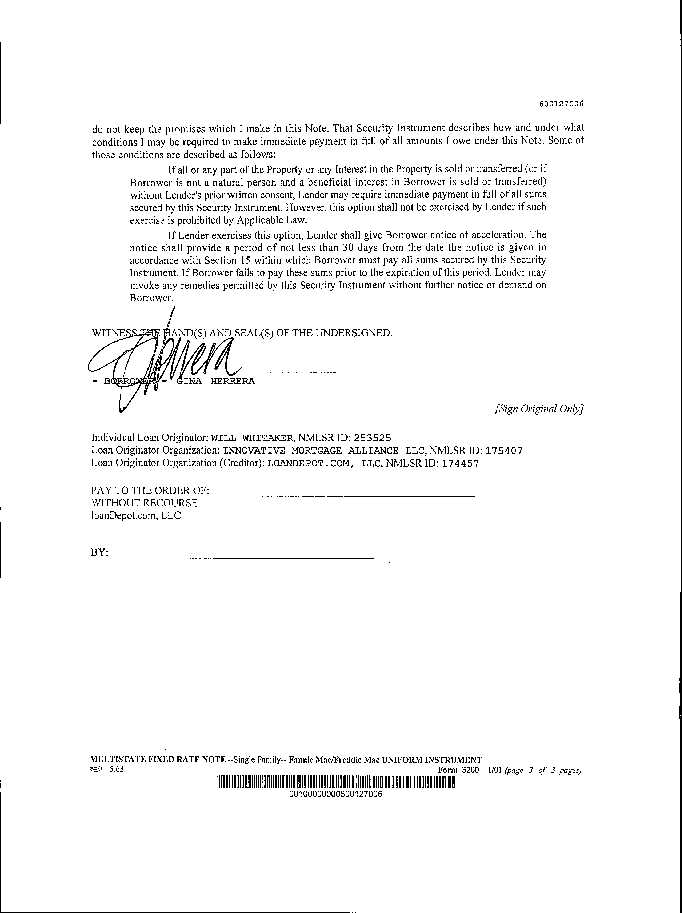 600127006
do not keep the promises which I make in this Note. That Security Instrument describes how and under what
conditions I may be required to make immediate payment in full of all amounts I owe under this Note. Some of
those conditions are described as follows:
If all or any part of the Property or any Interest in the Property is sold or transferred (or if
Borrower is not a natural person and a beneficial interest in Borrower is sold or transferred)
without Lender's prior written consent, Lender may require immediate payment in full of all sums
secured by this Security Instrument. However, this option shall not be exercised by Lender if such
exercise is prohibited by Applicable Law.
If Lender exercises this option, Lender shall give Borrower notice of acceleration. The
notice shall provide a period of not less than 30 days from the date the notice is given in
accordance with Section 15 within which Borrower must pay all sums secured by this Security
Instrument. If Borrower fails to pay these sums prior to the expiration of this period, Lender may
invoke any remedies permitted by this Security Instrument without further notice or demand on
Borrower.
WITNESS THE HAND(S) AND SEAL(S) OF THE UNDERSIGNED.
- BORROWER - GINA HERRERA
[Sign Original Only]
Individual Loan Originator: WILL WHITAKER, NMLSR ID: 253525
Loan Originator Organization: INNOVATIVE MORTGAGE ALLIANCE LLC, NMLSR ID: 175407
Loan Originator Organization (Creditor): LOANDEPOT.COM, LLC, NMLSR ID: 174457
PAY TO THE ORDER OF:
WITHOUT RECOURSE
loanDepot.com, LLC
BY:
MULTISTATE FIXED RATE NOTE--Single Family-- Fannie Mae/Freddie Mac UNIFORM INSTRUMENT
Form 3200 1/01 (page 3 of 3 pages)